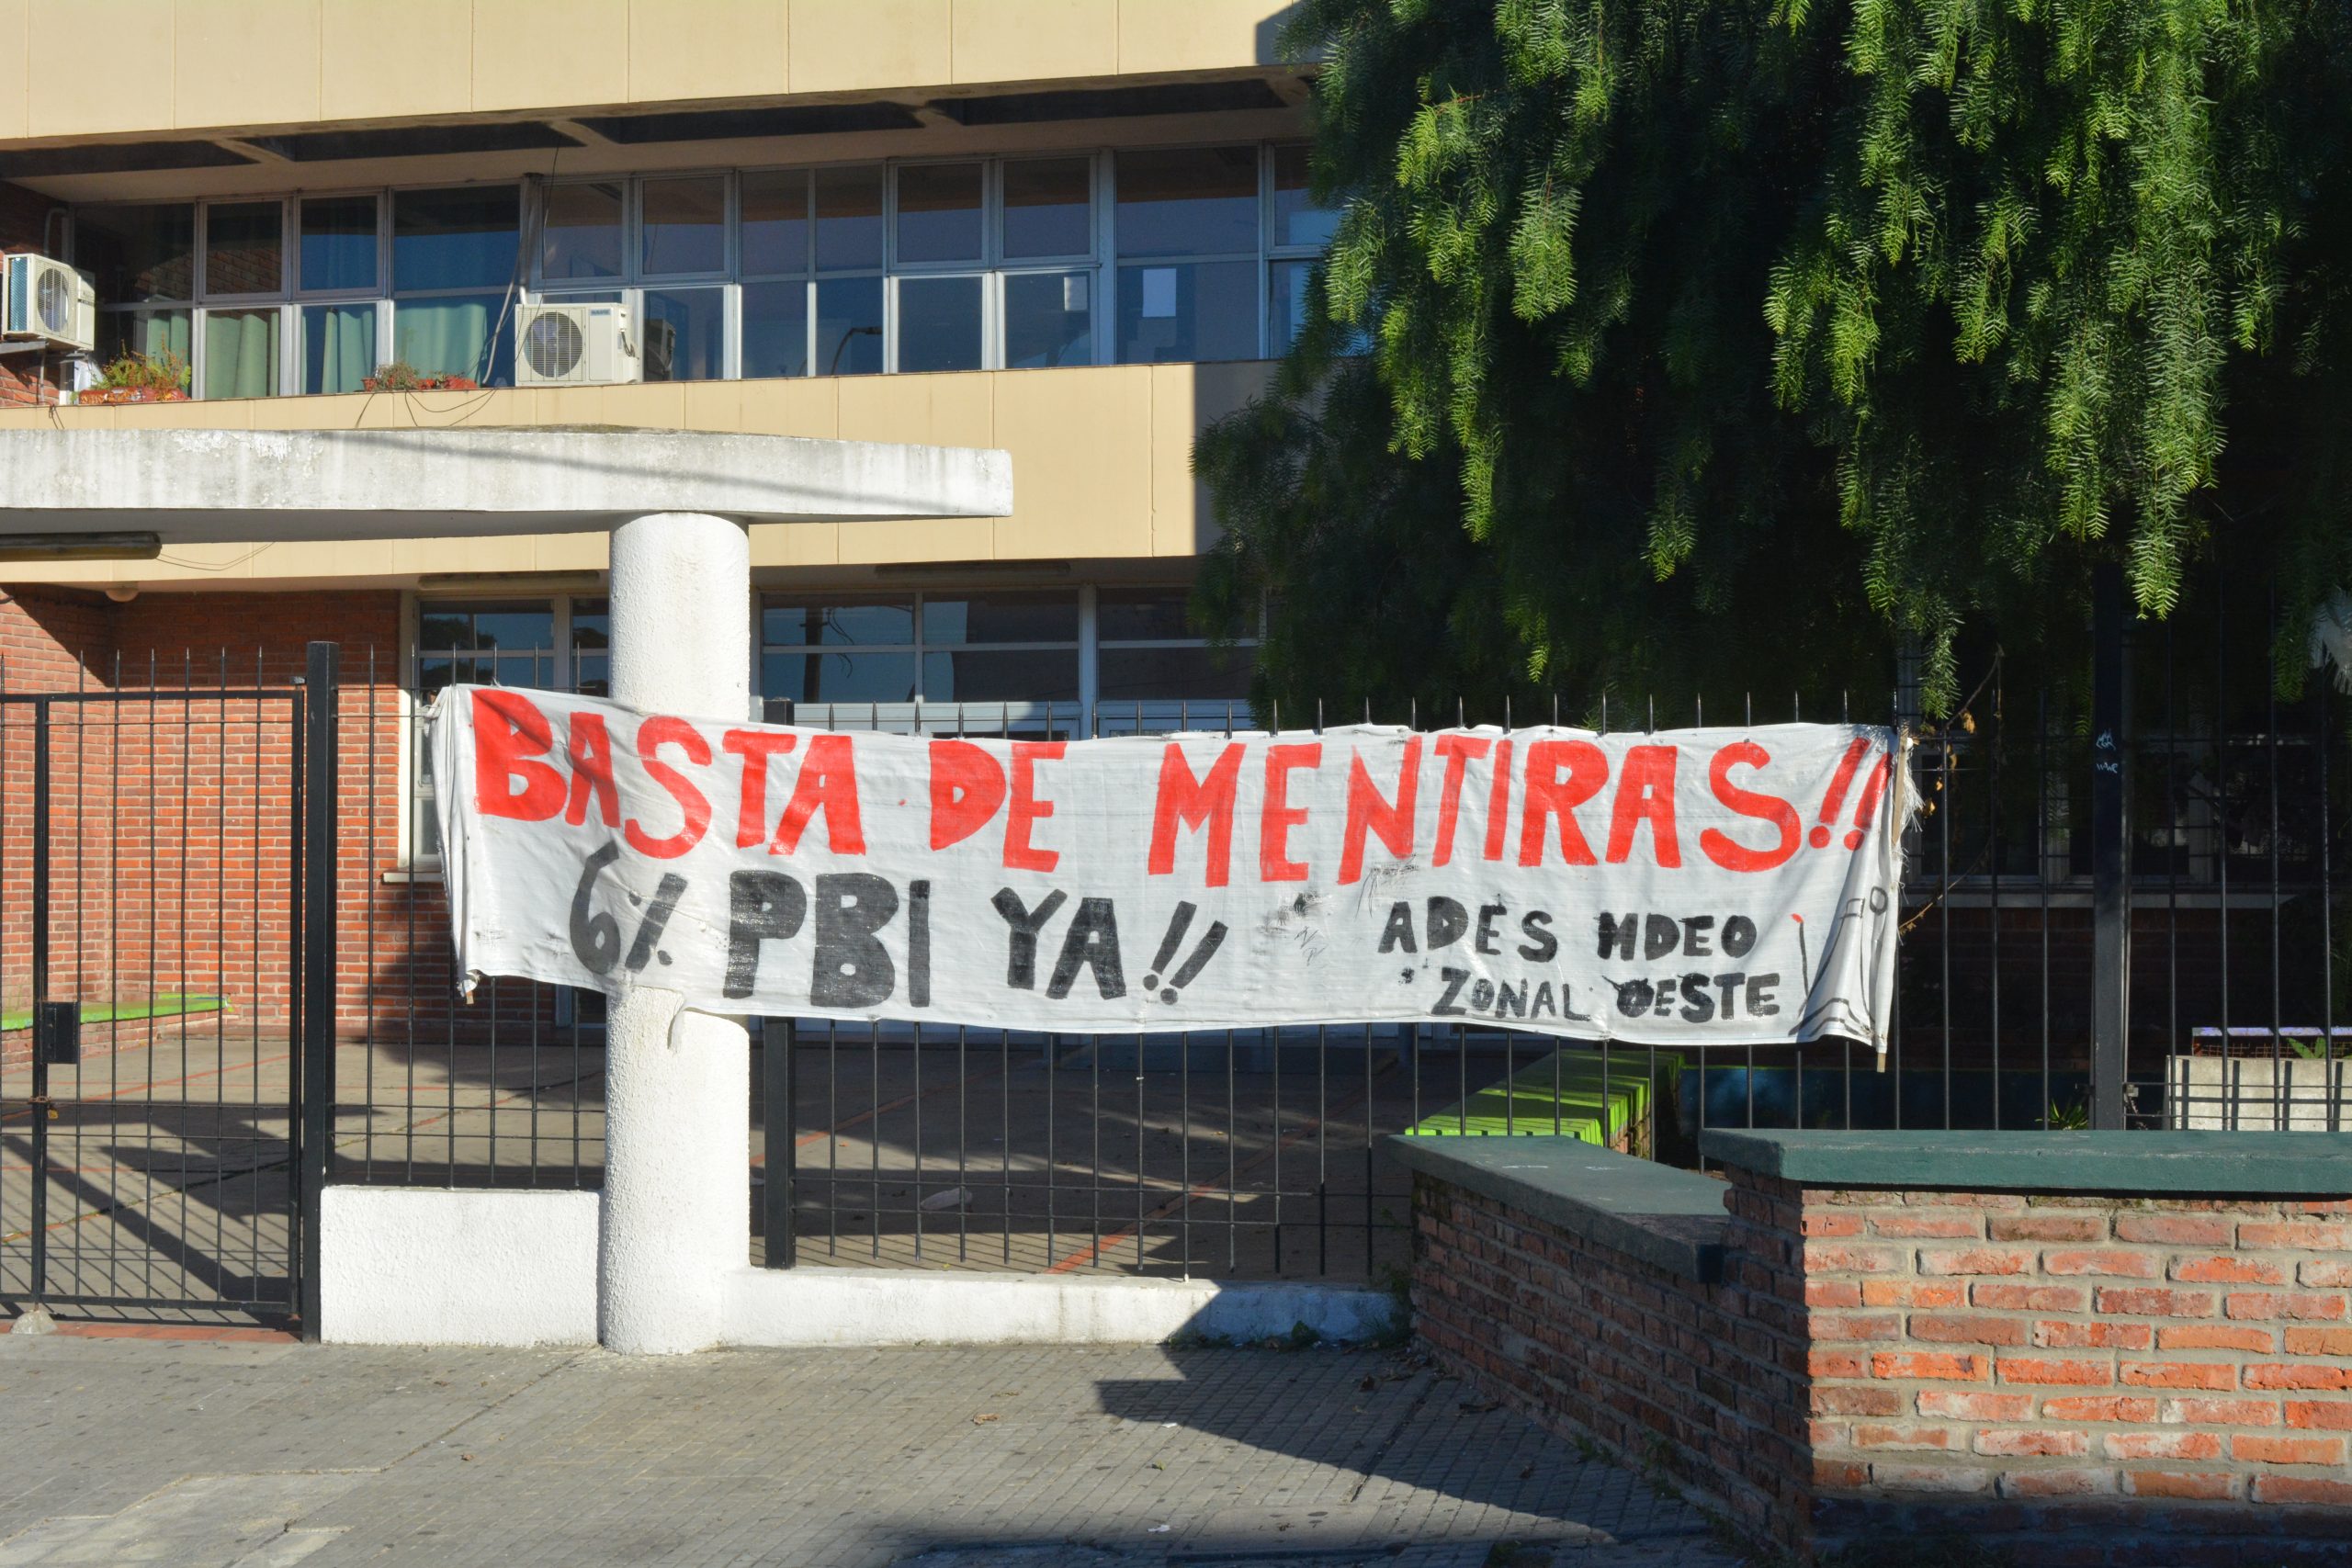 BASTA DE MENTIRAS!!
6% PBI YA!!
ADES MDEO
ZONAL OESTE